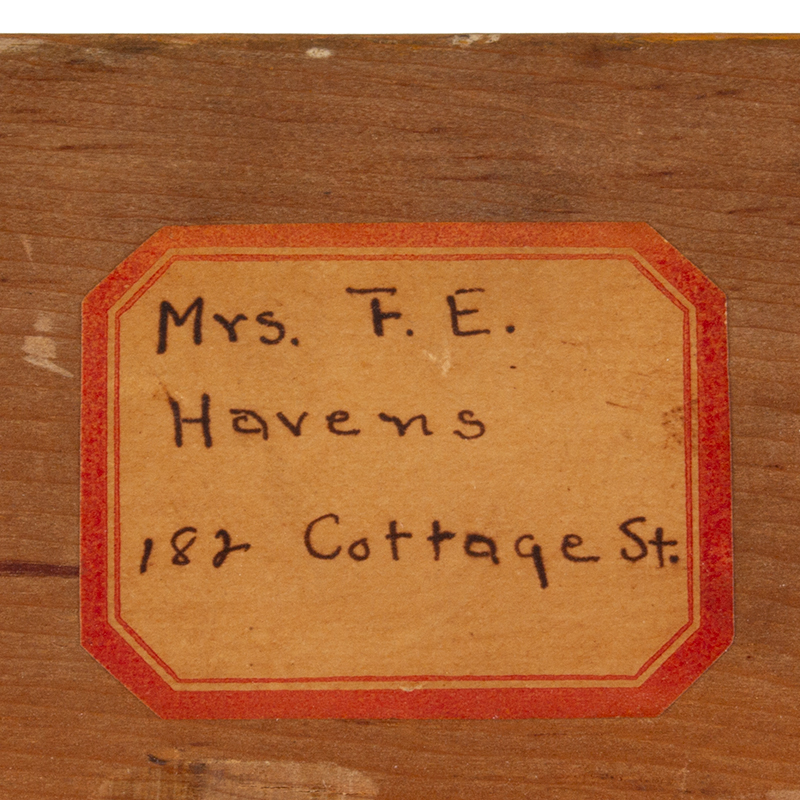 Mrs. F. E.
Havens
182 Cottage St.